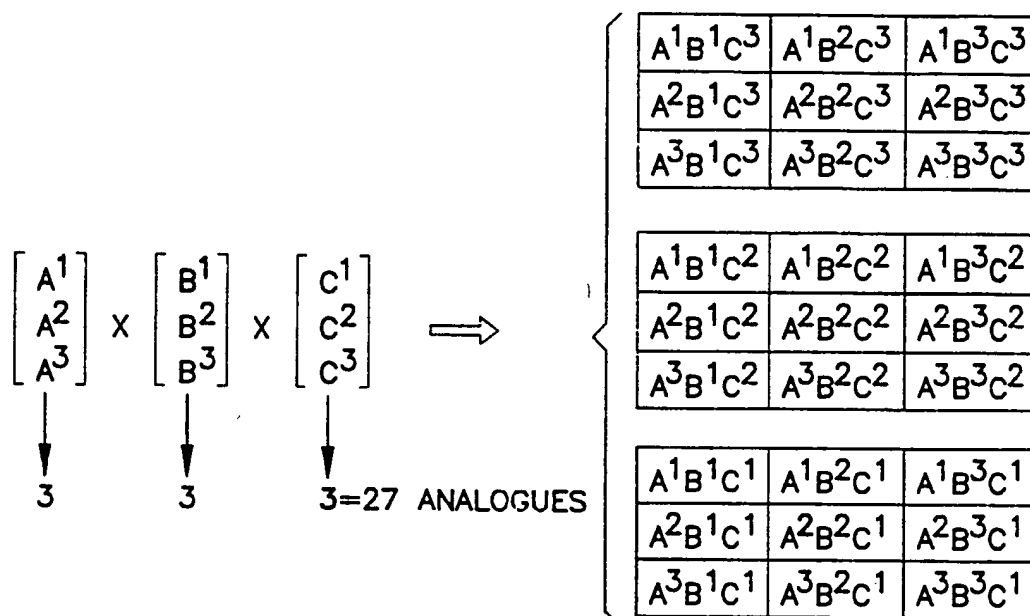 A¹
A²
A³
X
B¹
B²
B³
X
C¹
C²
C³
3 3 3=27 ANALOGUES
A¹B¹C³ A¹B²C³ A¹B³C³
A²B¹C³ A²B²C³ A²B³C³
A³B¹C³ A³B²C³ A³B³C³
A¹B¹C² A¹B²C² A¹B³C²
A²B¹C² A²B²C² A²B³C²
A³B¹C² A³B²C² A³B³C²
A¹B¹C¹ A¹B²C¹ A¹B³C¹
A²B¹C¹ A²B²C¹ A²B³C¹
A³B¹C¹ A³B²C¹ A³B³C¹